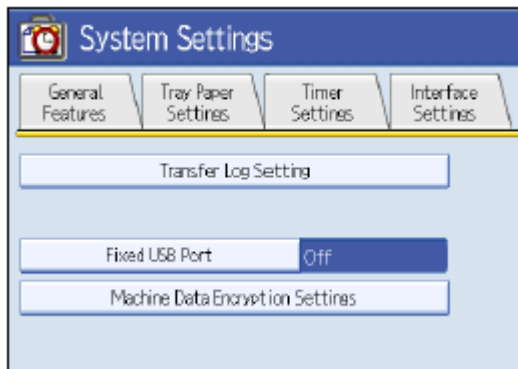 System Settings
General Features
Tray Paper Settings
Timer Settings
Interface Settings
Transfer Log Setting
Fixed USB Port Off
Machine Data Encryption Settings